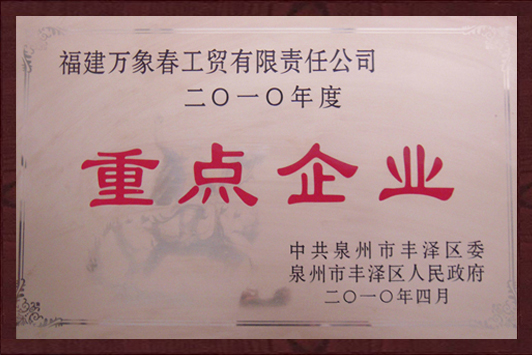 福建万象春工贸有限责任公司
二〇一〇年度
重点企业
中共泉州市丰泽区委
泉州市丰泽区人民政府
二〇一〇年四月